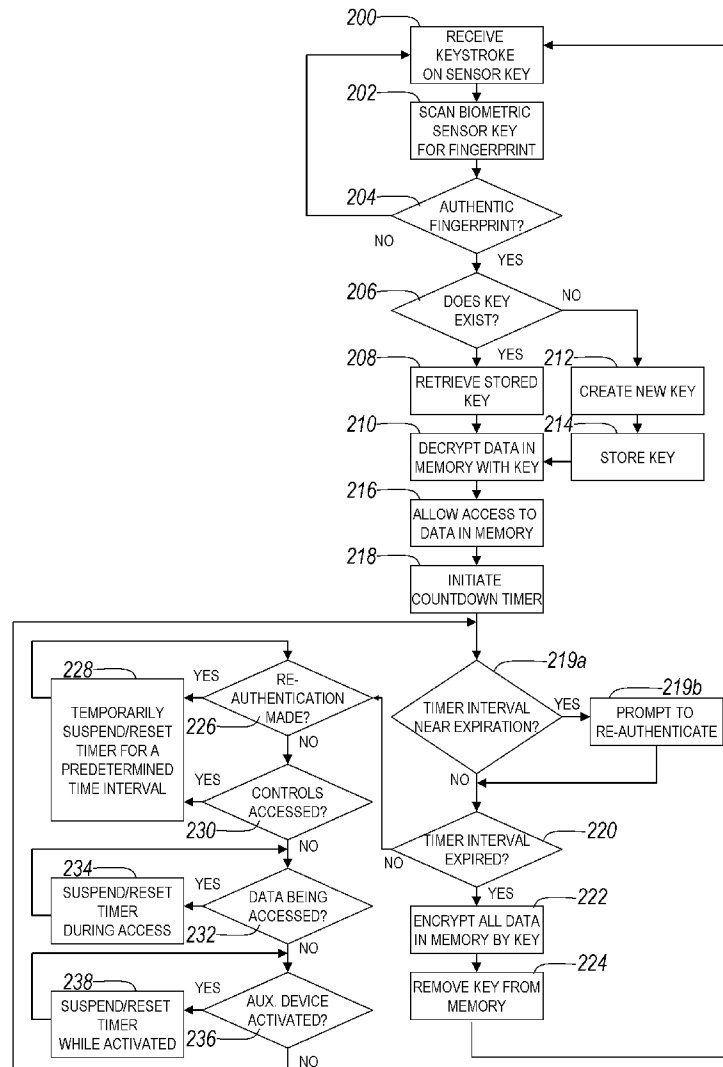 200
RECEIVE
KEYSTROKE
ON SENSOR KEY
202
SCAN BIOMETRIC
SENSOR KEY
FOR FINGERPRINT
204
AUTHENTIC
FINGERPRINT?
NO
YES
206
DOES KEY
EXIST?
NO
YES
208
RETRIEVE STORED
KEY
212
CREATE NEW KEY
210
DECRYPT DATA IN
MEMORY WITH KEY
214
STORE KEY
216
ALLOW ACCESS TO
DATA IN MEMORY
218
INITIATE
COUNTDOWN TIMER
219a
TIMER INTERVAL
NEAR EXPIRATION?
YES
NO
219b
PROMPT TO
RE-AUTHENTICATE
220
TIMER INTERVAL
EXPIRED?
NO
YES
222
ENCRYPT ALL DATA
IN MEMORY BY KEY
224
REMOVE KEY FROM
MEMORY
226
RE-
AUTHENTICATION
MADE?
YES
NO
228
TEMPORARILY
SUSPEND/RESET
TIMER FOR A
PREDETERMINED
TIME INTERVAL
230
CONTROLS
ACCESSED?
YES
NO
232
DATA BEING
ACCESSED?
YES
NO
234
SUSPEND/RESET
TIMER
DURING ACCESS
236
AUX. DEVICE
ACTIVATED?
YES
NO
238
SUSPEND/RESET
TIMER
WHILE ACTIVATED